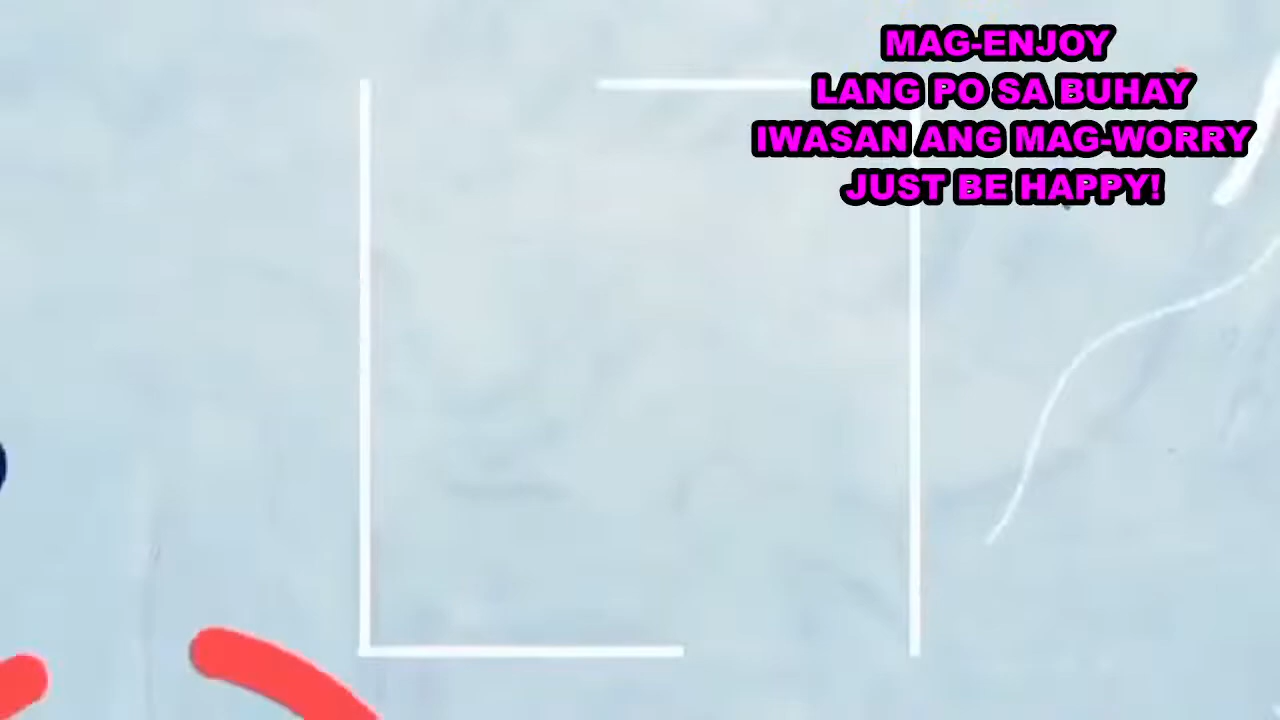 MAG-ENJOY
LANG PO SA BUHAY
IWASAN ANG MAG-WORRY
JUST BE HAPPY!